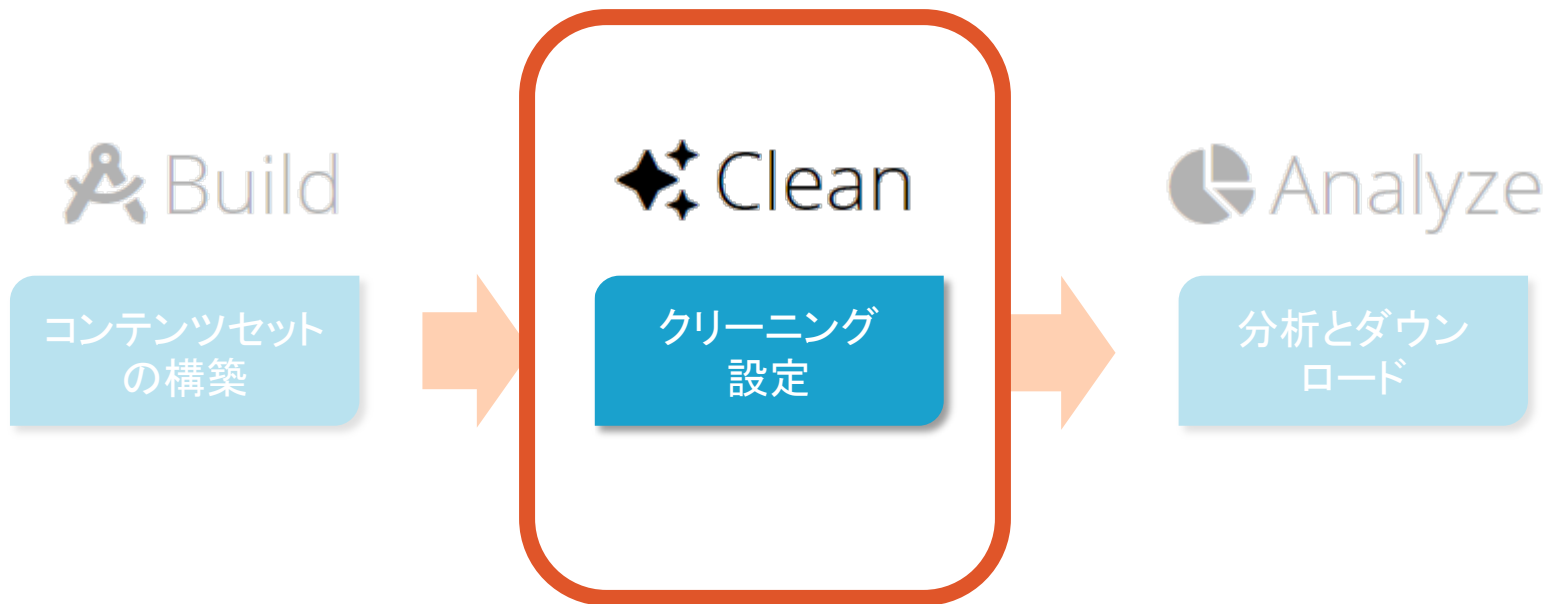 Build
コンテンツセット
の構築
Clean
クリーニング
設定
Analyze
分析とダウン
ロード